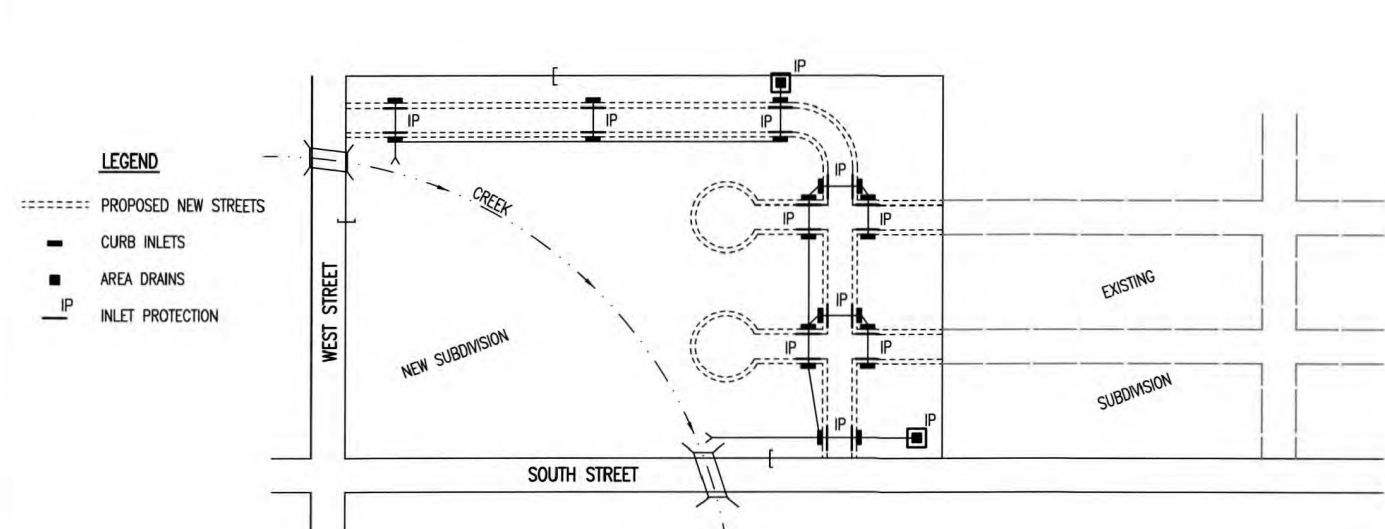 LEGEND
PROPOSED NEW STREETS
CURB INLETS
AREA DRAINS
IP
INLET PROTECTION
WEST STREET
SOUTH STREET
NEW SUBDIVISION
CREEK
EXISTING
SUBDIVISION
IP
IP
IP
IP
IP
IP
IP
IP
IP
IP
IP
IP